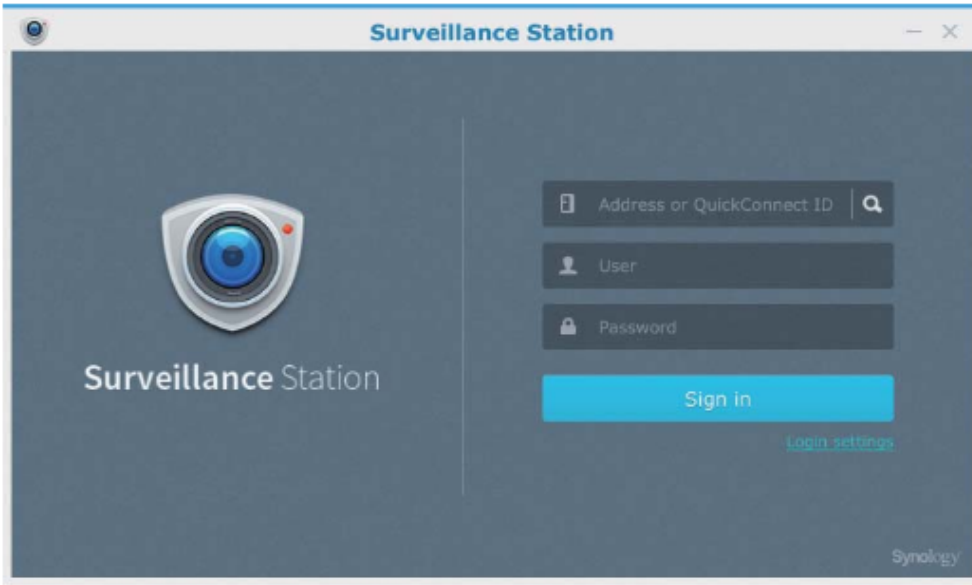 Surveillance Station
Address or QuickConnect ID
User
Password
Surveillance Station
Sign in
Login settings
Synology